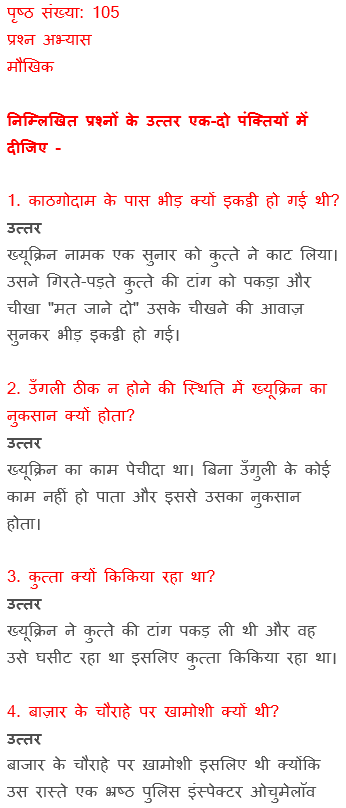 पृष्ठ संख्या: 105
प्रश्न अभ्यास
मौखिक
निम्लिखित प्रश्नों के उत्तर एक-दो पंक्तियों में
दीजिए -
1. काठगोदाम के पास भीड़ क्यों इकट्ठी हो गई थी?
उत्तर
ख्यूक्रिन नामक एक सुनार को कुत्ते ने काट लिया।
उसने गिरते-पड़ते कुत्ते की टांग को पकड़ा और
चीखा "मत जाने दो" उसके चीखने की आवाज़
सुनकर भीड़ इकट्ठी हो गई।
2. उँगली ठीक न होने की स्थिति में ख्यूक्रिन का
नुकसान क्यों होता?
उत्तर
ख्यूक्रिन का काम पेचीदा था। बिना उँगुली के कोई
काम नहीं हो पाता और इससे उसका नुकसान
होता।
3. कुत्ता क्यों किकिया रहा था?
उत्तर
ख्यूक्रिन ने कुत्ते की टांग पकड़ ली थी और वह
उसे घसीट रहा था इसलिए कुत्ता किकिया रहा था।
4. बाज़ार के चौराहे पर खामोशी क्यों थी?
उत्तर
बाजार के चौराहे पर ख़ामोशी इसलिए थी क्योंकि
उस रास्ते एक भ्रष्ठ पुलिस इंस्पेक्टर ओचुमेलॉव